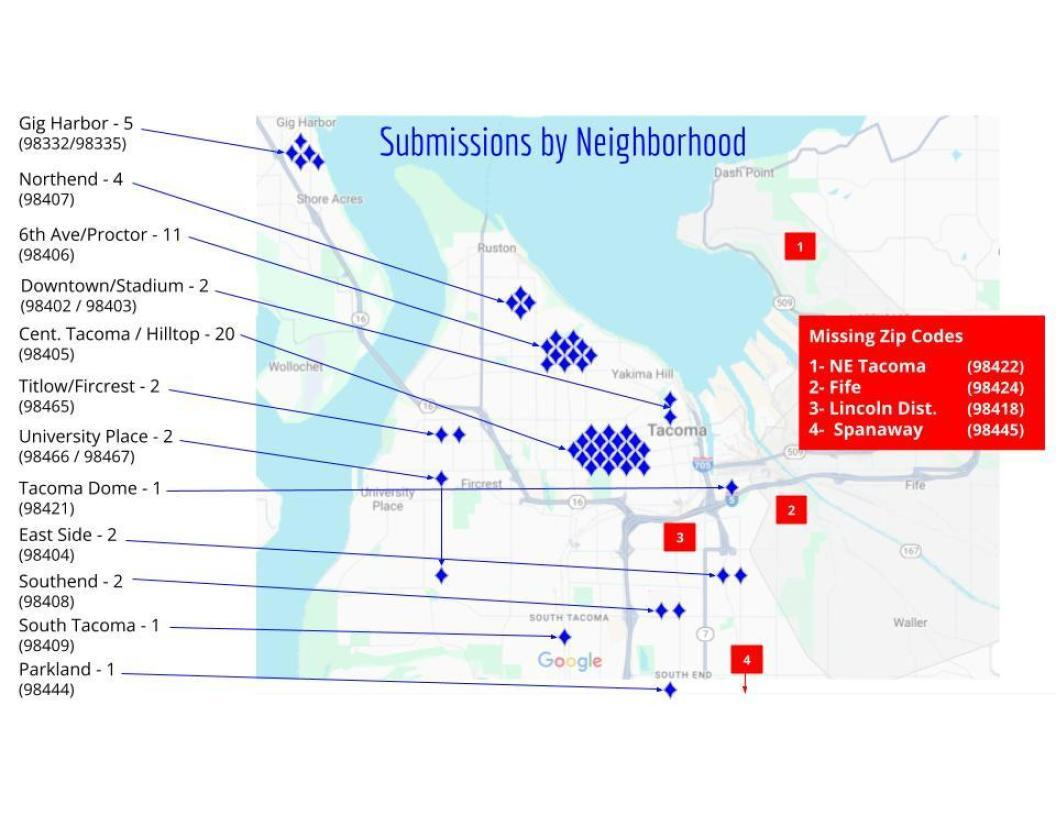 Submissions by Neighborhood
Gig Harbor - 5
(98332/98335)
Northend - 4
(98407)
6th Ave/Proctor - 11
(98406)
Downtown/Stadium - 2
(98402 / 98403)
Cent. Tacoma / Hilltop - 20
(98405)
Titlow/Fircrest - 2
(98465)
University Place - 2
(98466 / 98467)
Tacoma Dome - 1
(98421)
East Side - 2
(98404)
Southend - 2
(98408)
South Tacoma - 1
(98409)
Parkland - 1
(98444)
Gig Harbor
Shore Acres
Dash Point
Ruston
1
509
16
Wollochet
Yakima Hill
16
Tacoma
Missing Zip Codes
1- NE Tacoma (98422)
2- Fife (98424)
3- Lincoln Dist. (98418)
4- Spanaway (98445)
509
705
Fircrest
University
Place
16
5
Fife
2
3
167
SOUTH TACOMA
Waller
7
Google
4
SOUTH END